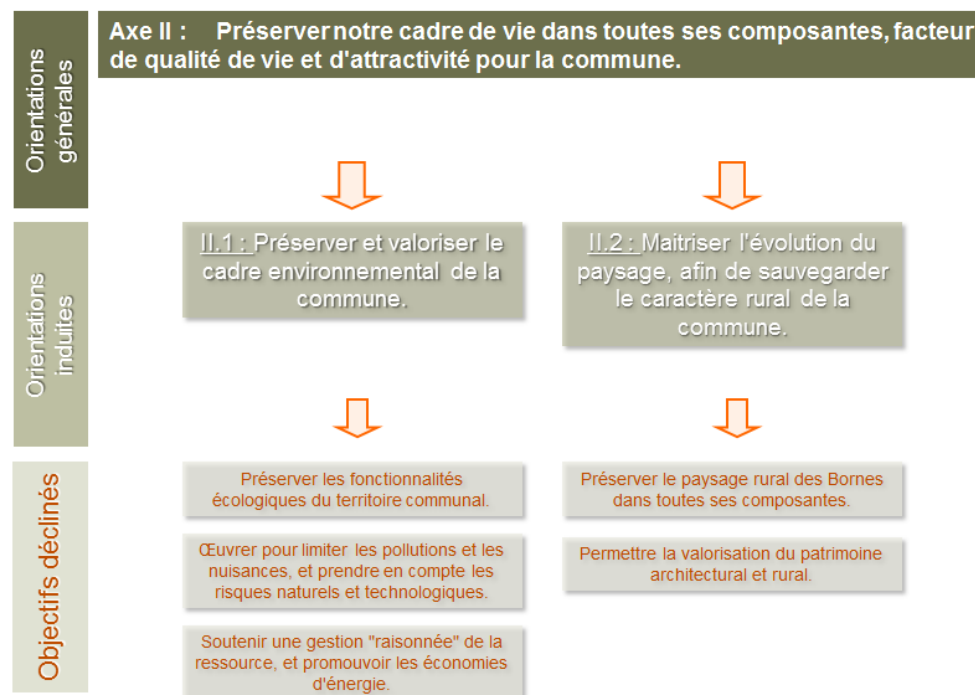 Orientations
générales
Axe II : Préserver notre cadre de vie dans toutes ses composantes, facteur
de qualité de vie et d'attractivité pour la commune.
Orientations
induites
II.1 : Préserver et valoriser le
cadre environnemental de la
commune.
II.2 : Maitriser l'évolution du
paysage, afin de sauvegarder
le caractère rural de la
commune.
Objectifs déclinés
Préserver les fonctionnalités
écologiques du territoire communal.
Œuvrer pour limiter les pollutions et les
nuisances, et prendre en compte les
risques naturels et technologiques.
Soutenir une gestion "raisonnée" de la
ressource, et promouvoir les économies
d'énergie.
Préserver le paysage rural des Bornes
dans toutes ses composantes.
Permettre la valorisation du patrimoine
architectural et rural.